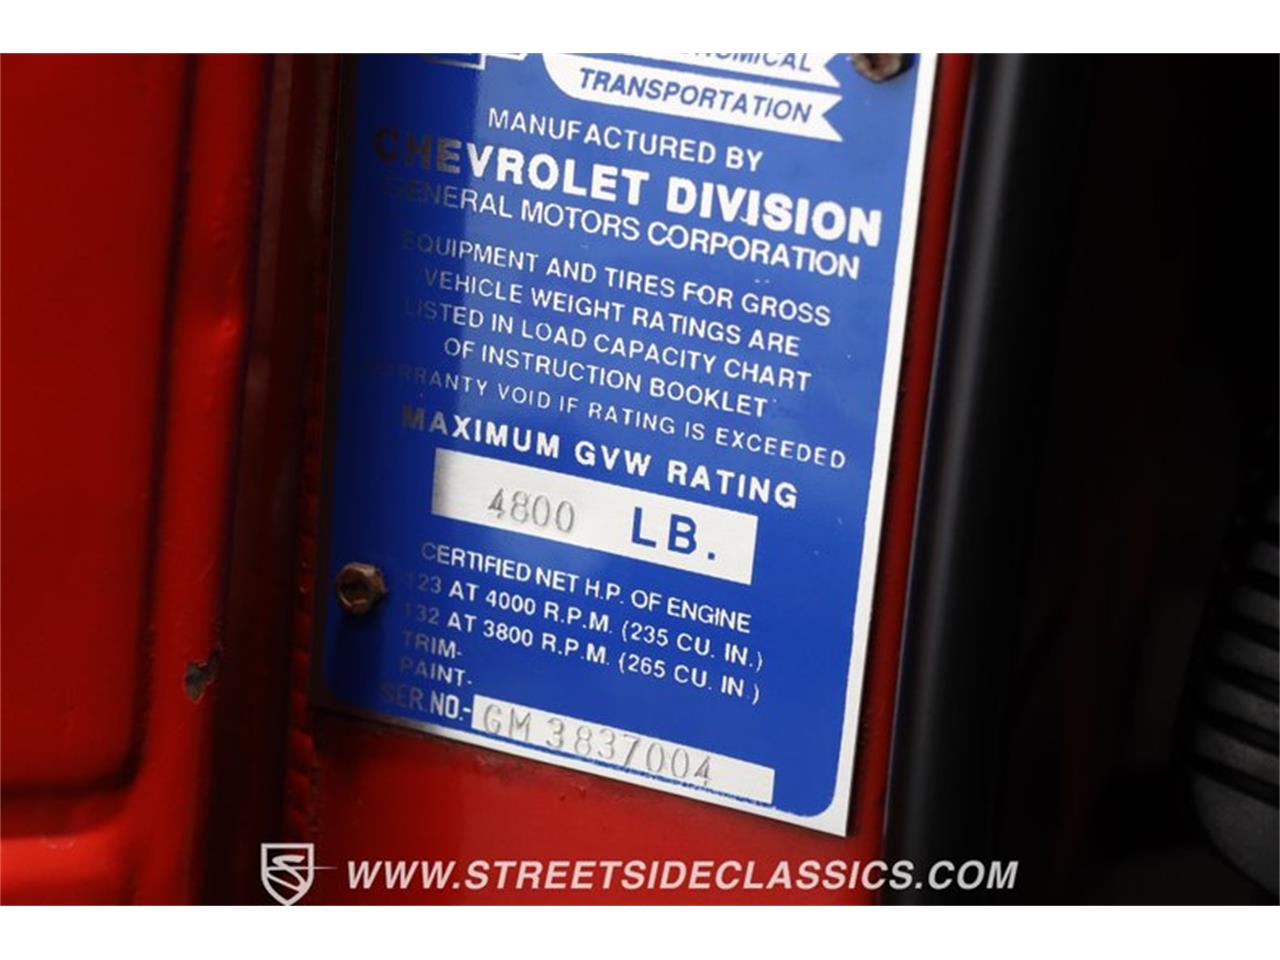 ECONOMICAL
TRANSPORTATION
MANUFACTURED BY
CHEVROLET DIVISION
GENERAL MOTORS CORPORATION
EQUIPMENT AND TIRES FOR GROSS
VEHICLE WEIGHT RATINGS ARE
LISTED IN LOAD CAPACITY CHART
OF INSTRUCTION BOOKLET
WARRANTY VOID IF RATING IS EXCEEDED
MAXIMUM GVW RATING
4800 LB.
CERTIFIED NET H.P. OF ENGINE
123 AT 4000 R.P.M. (235 CU. IN.)
132 AT 3800 R.P.M. (265 CU. IN.)
TRIM-
PAINT-
SER.NO.- GM3837004
WWW.STREETSIDECLASSICS.COM